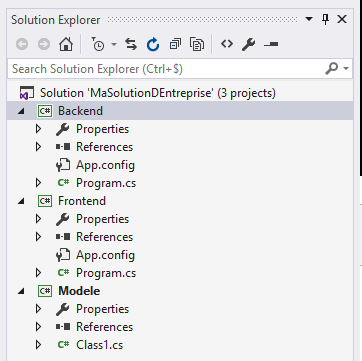 Solution Explorer
Search Solution Explorer (Ctrl+$)
Solution 'MaSolutionDEntreprise' (3 projects)
C# Backend
Properties
References
App.config
C# Program.cs
C# Frontend
Properties
References
App.config
C# Program.cs
C# Modele
Properties
References
C# Class1.cs